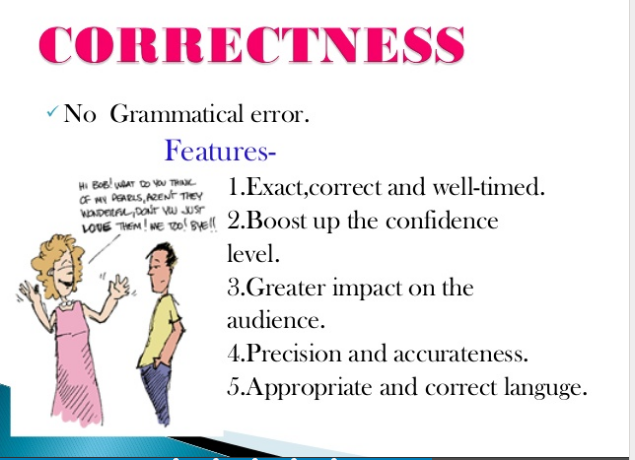 CORRECTNESS
✓ No Grammatical error.
Features-
HI BOB! WHAT DO YOU THINK
OF MY PEARLS, AREN'T THEY
WONDERFUL, DON'T YOU JUST
LOVE THEM! ME TOO! BYE!!
1.Exact,correct and well-timed.
2.Boost up the confidence
level.
3.Greater impact on the
audience.
4.Precision and accurateness.
5.Appropriate and correct languge.